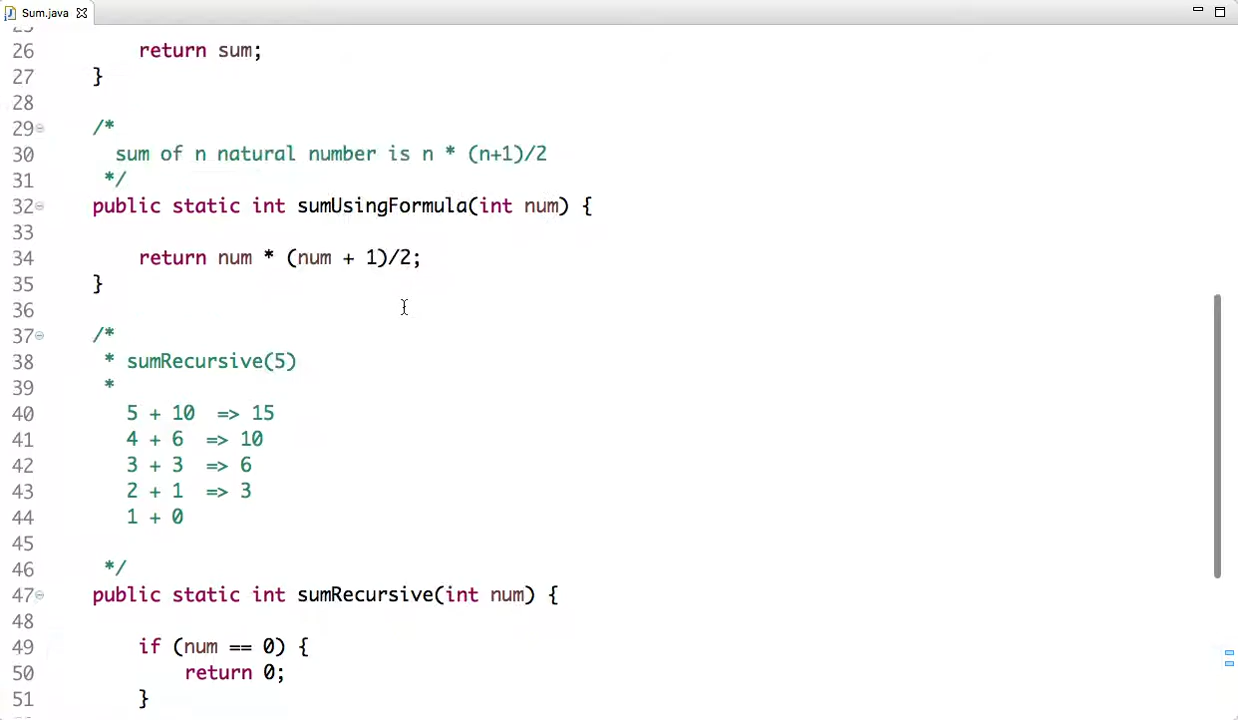 Sum.java
26 return sum;
27 }
28
29 /*
30 sum of n natural number is n * (n+1)/2
31 */
32 public static int sumUsingFormula(int num) {
33
34 return num * (num + 1)/2;
35 }
36
37 /*
38 * sumRecursive(5)
39 *
40 5 + 10 => 15
41 4 + 6 => 10
42 3 + 3 => 6
43 2 + 1 => 3
44 1 + 0
45
46 */
47 public static int sumRecursive(int num) {
48
49 if (num == 0) {
50 return 0;
51 }